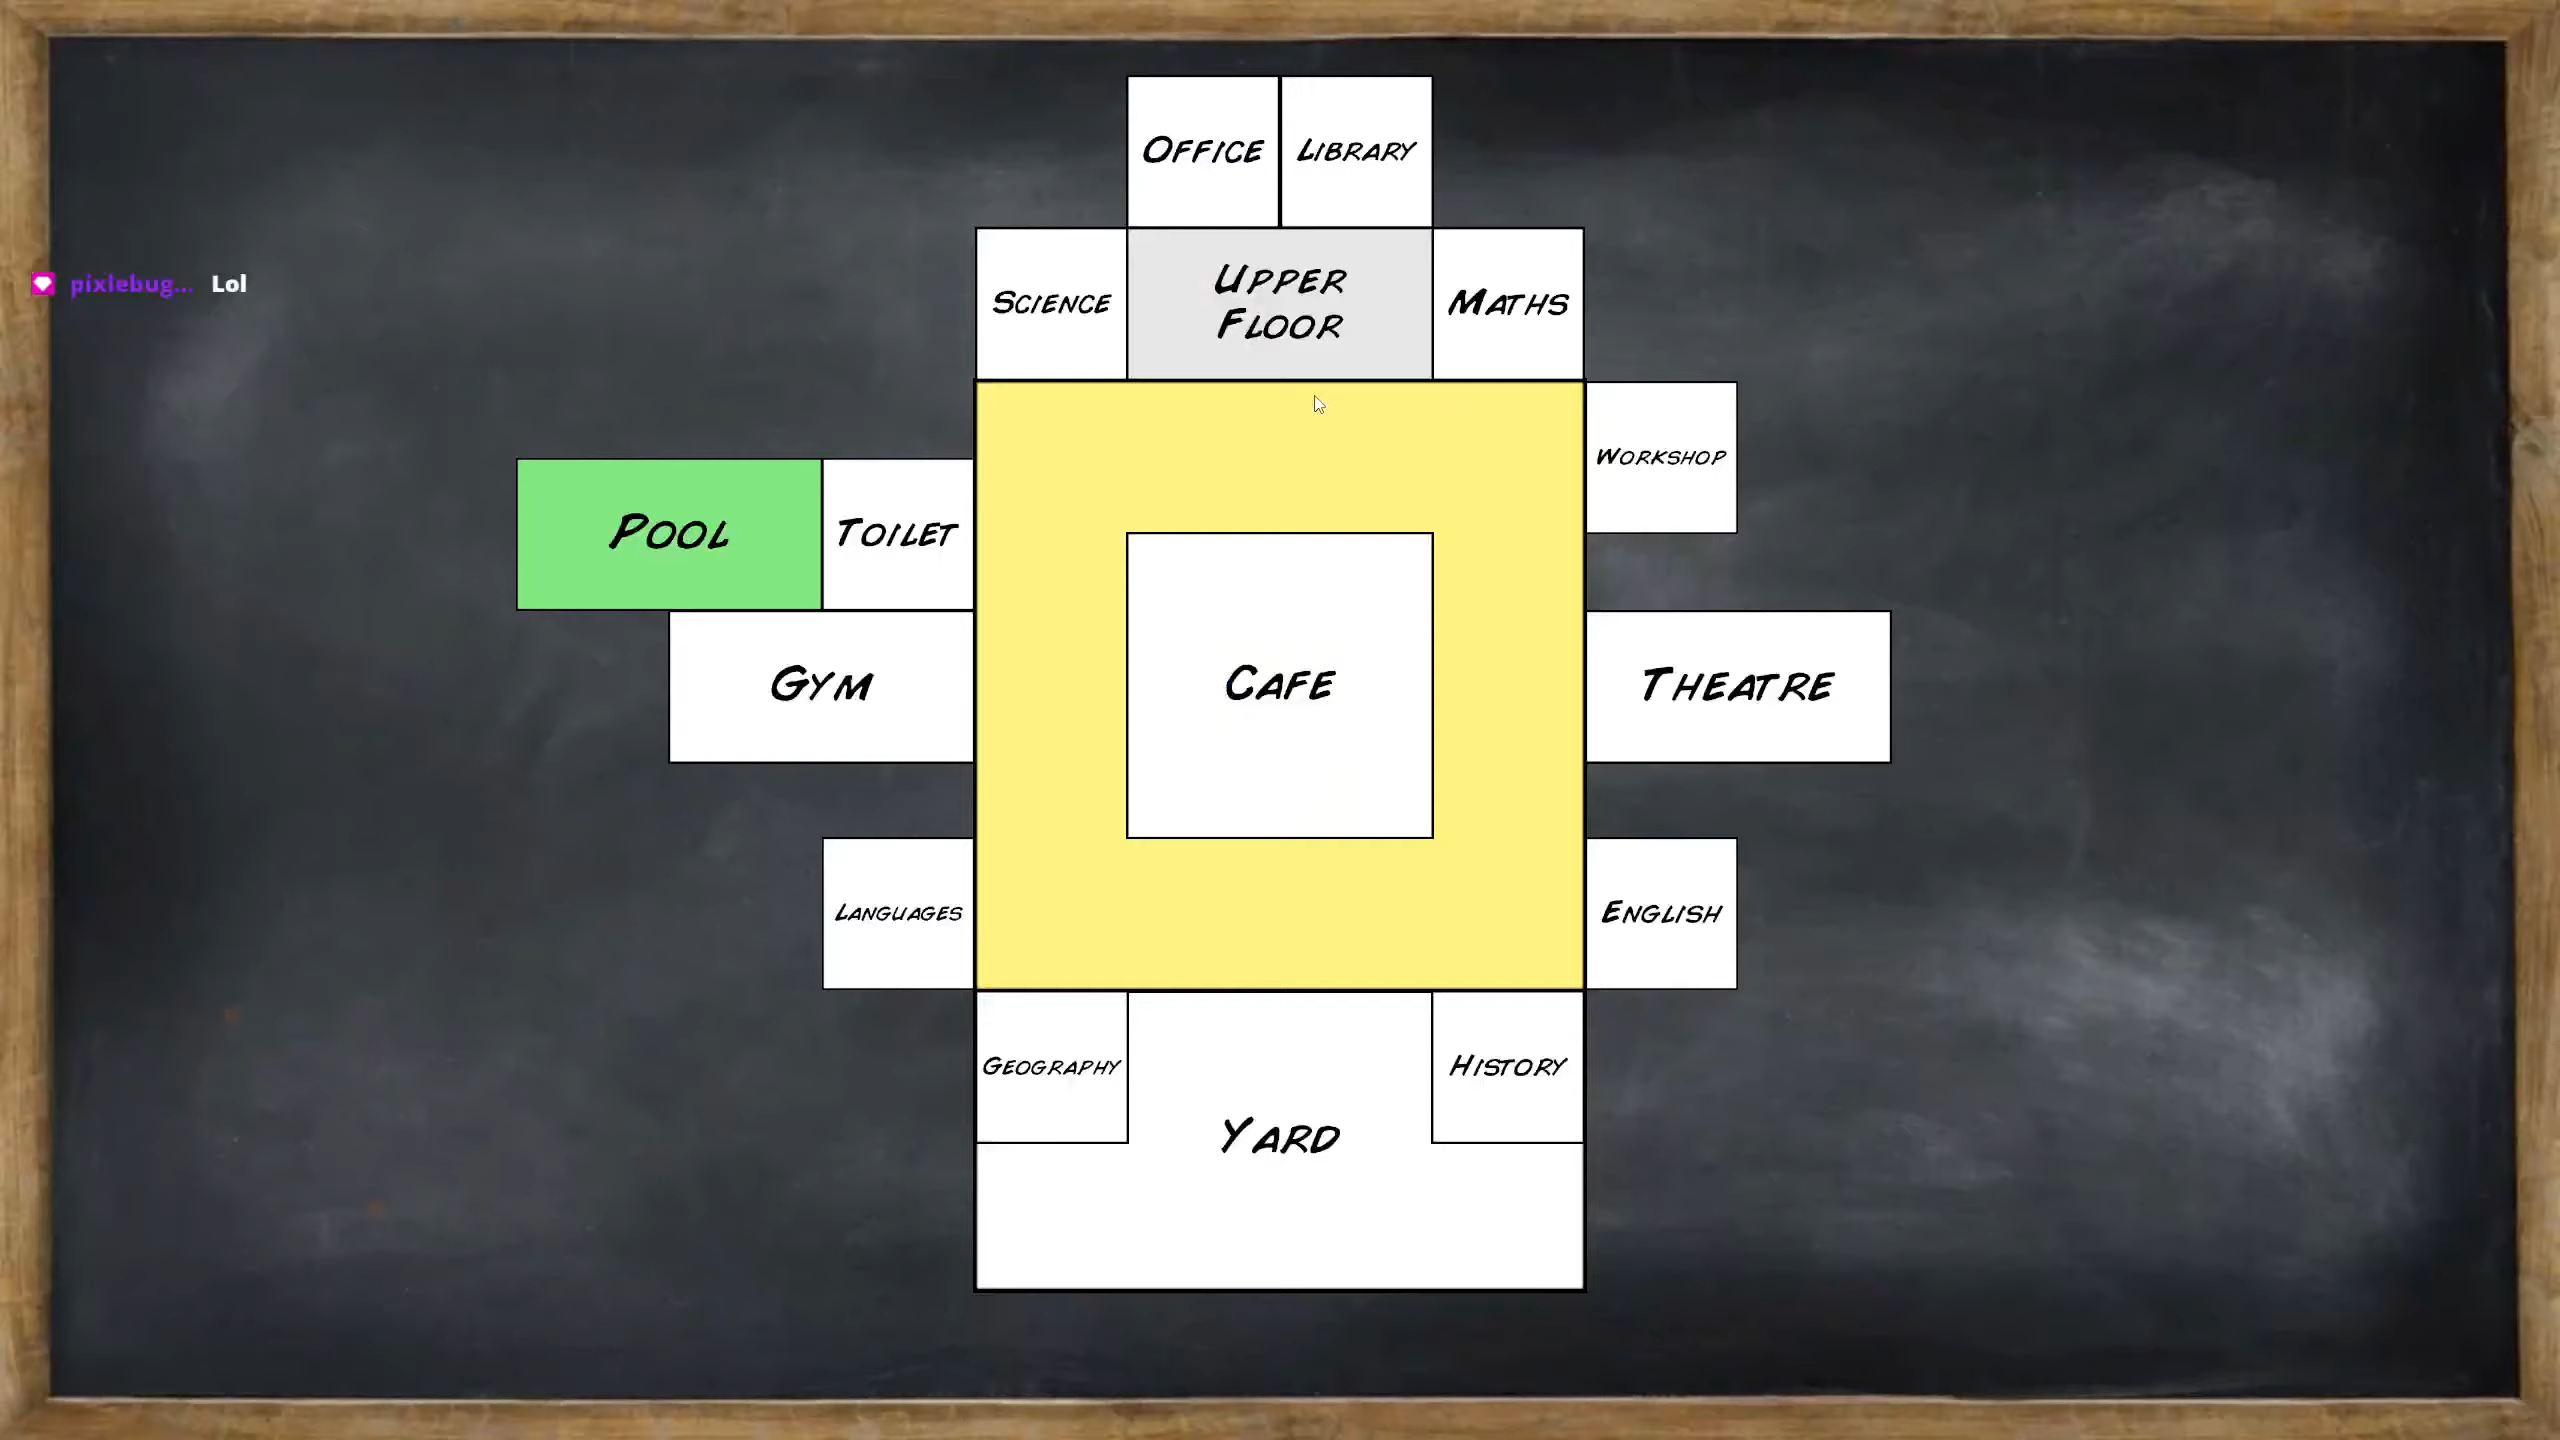 OFFICE
LIBRARY
SCIENCE
UPPER
FLOOR
MATHS
pixlebug... Lol
WORKSHOP
POOL
TOILET
GYM
CAFE
THEATRE
LANGUAGES
ENGLISH
GEOGRAPHY
HISTORY
YARD